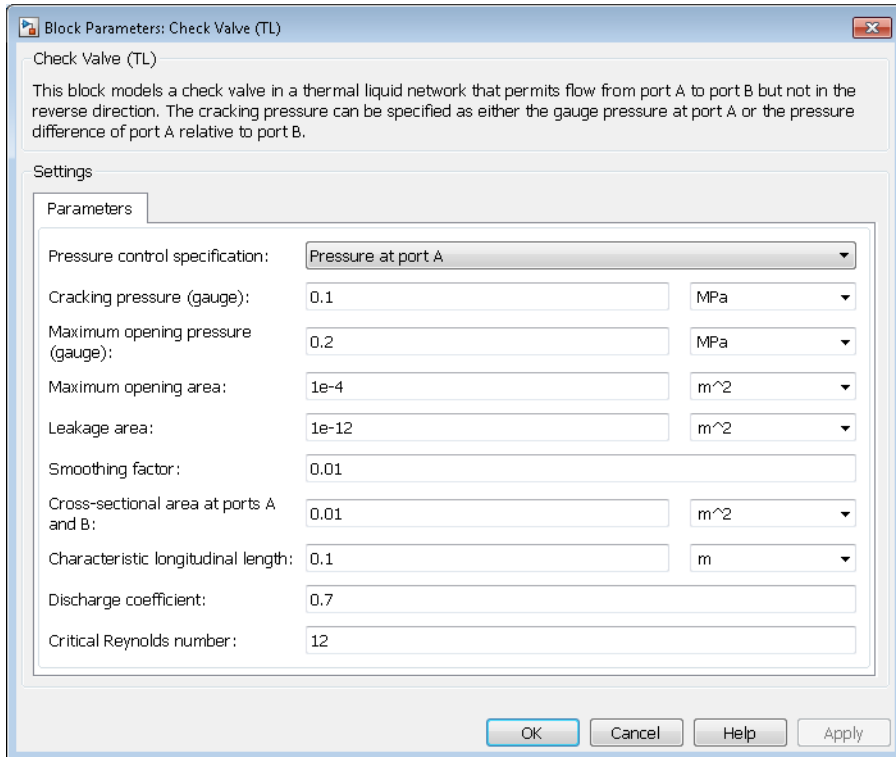 Block Parameters: Check Valve (TL)
Check Valve (TL)
This block models a check valve in a thermal liquid network that permits flow from port A to port B but not in the
reverse direction. The cracking pressure can be specified as either the gauge pressure at port A or the pressure
difference of port A relative to port B.
Settings
Parameters
Pressure control specification: Pressure at port A
Cracking pressure (gauge): 0.1 MPa
Maximum opening pressure
(gauge): 0.2 MPa
Maximum opening area: 1e-4 m^2
Leakage area: 1e-12 m^2
Smoothing factor: 0.01
Cross-sectional area at ports A
and B: 0.01 m^2
Characteristic longitudinal length: 0.1 m
Discharge coefficient: 0.7
Critical Reynolds number: 12
OK Cancel Help Apply